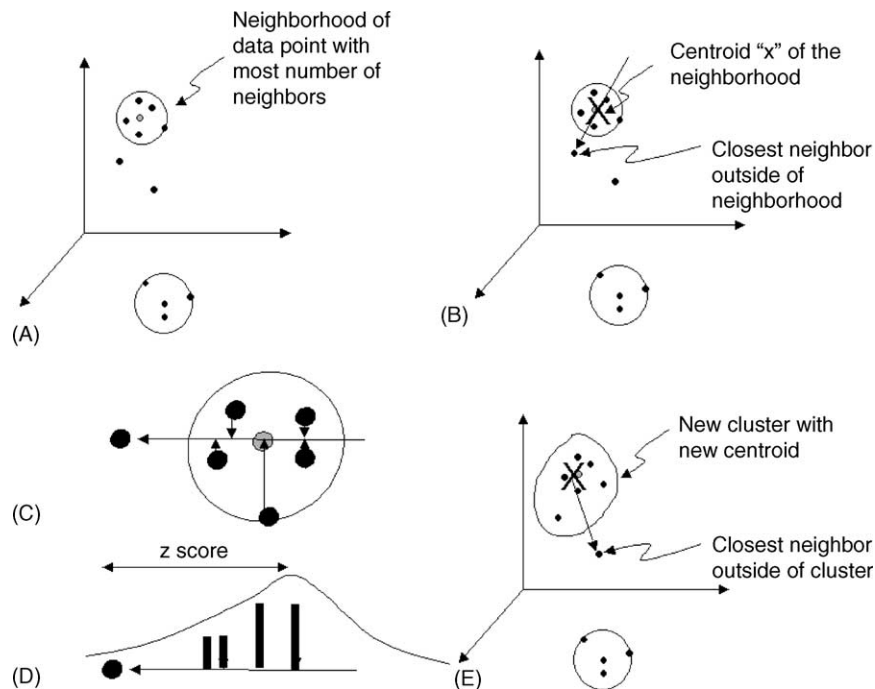 Neighborhood of
data point with
most number of
neighbors
(A)
Centroid “x” of the
neighborhood
X
Closest neighbor
outside of
neighborhood
(B)
(C)
z score
(D)
New cluster with
new centroid
X
Closest neighbor
outside of cluster
(E)